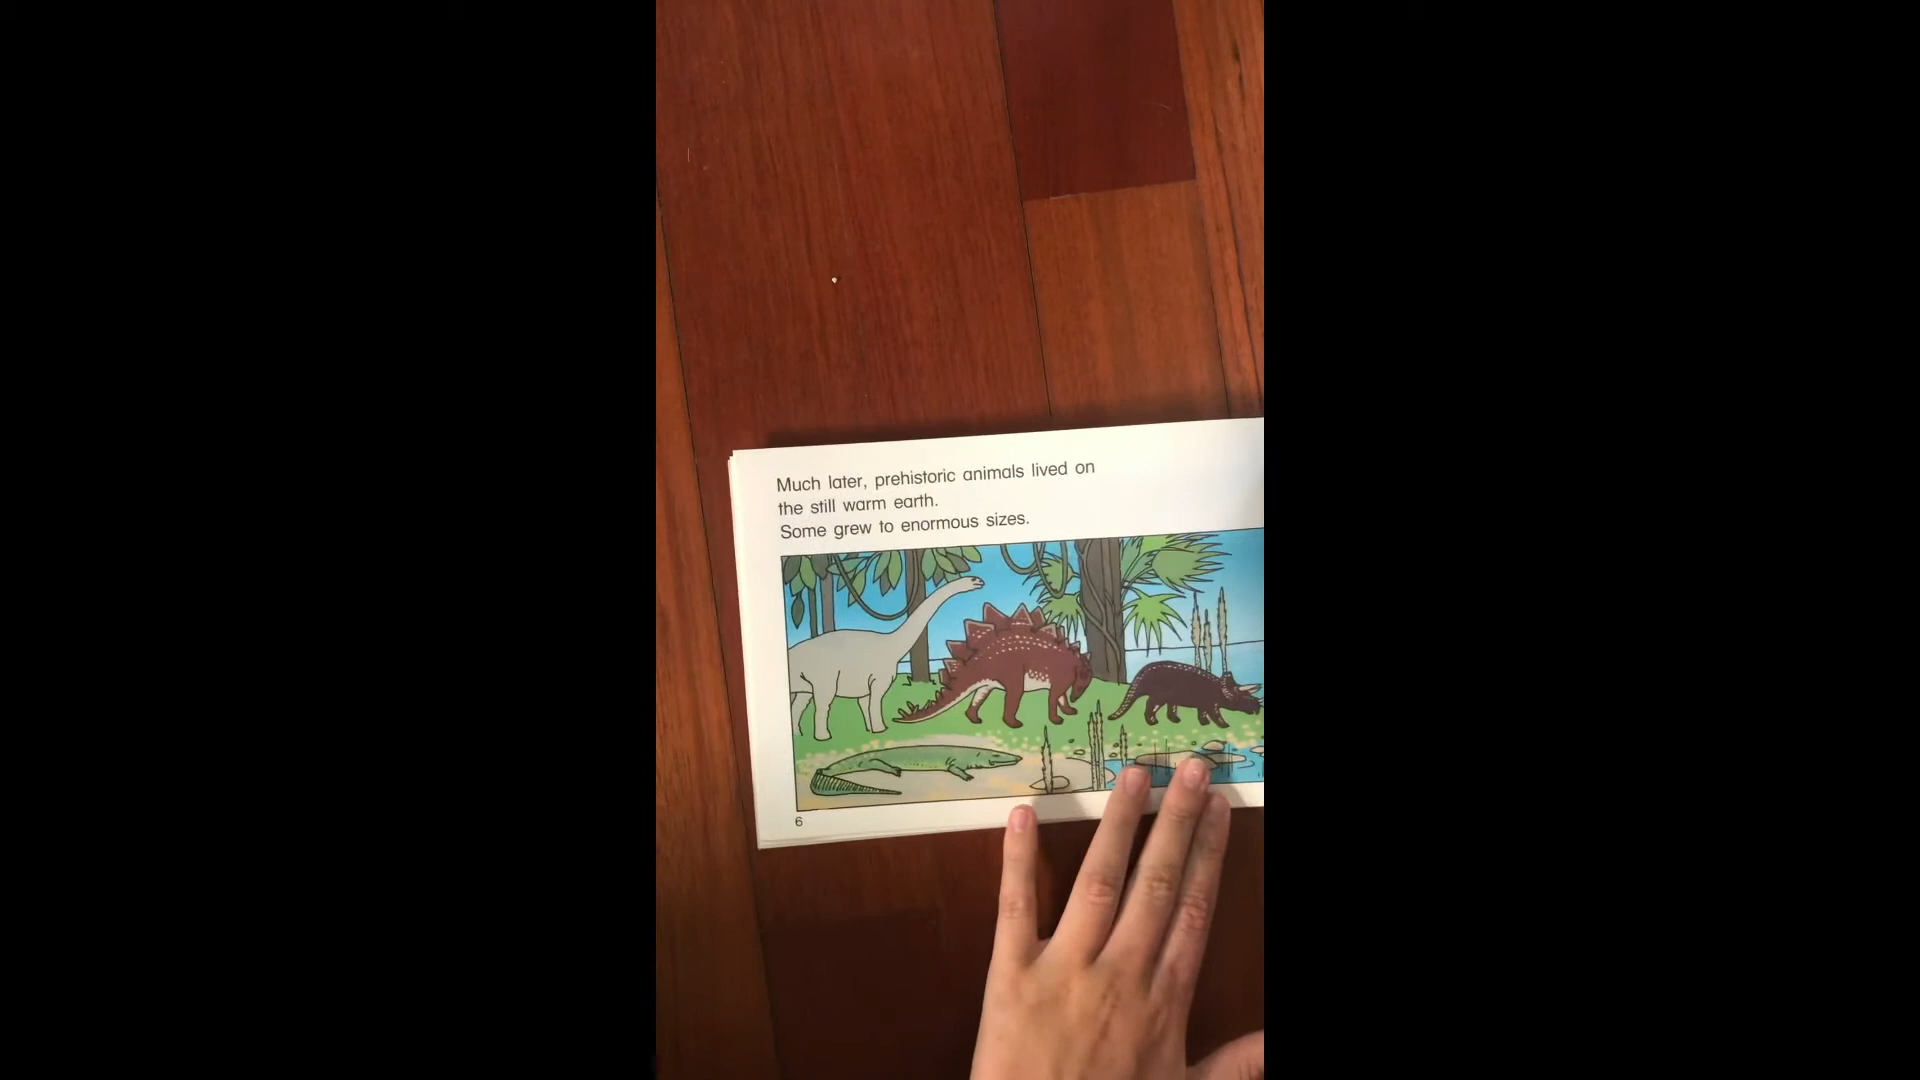 Much later, prehistoric animals lived on
the still warm earth.
Some grew to enormous sizes.
6